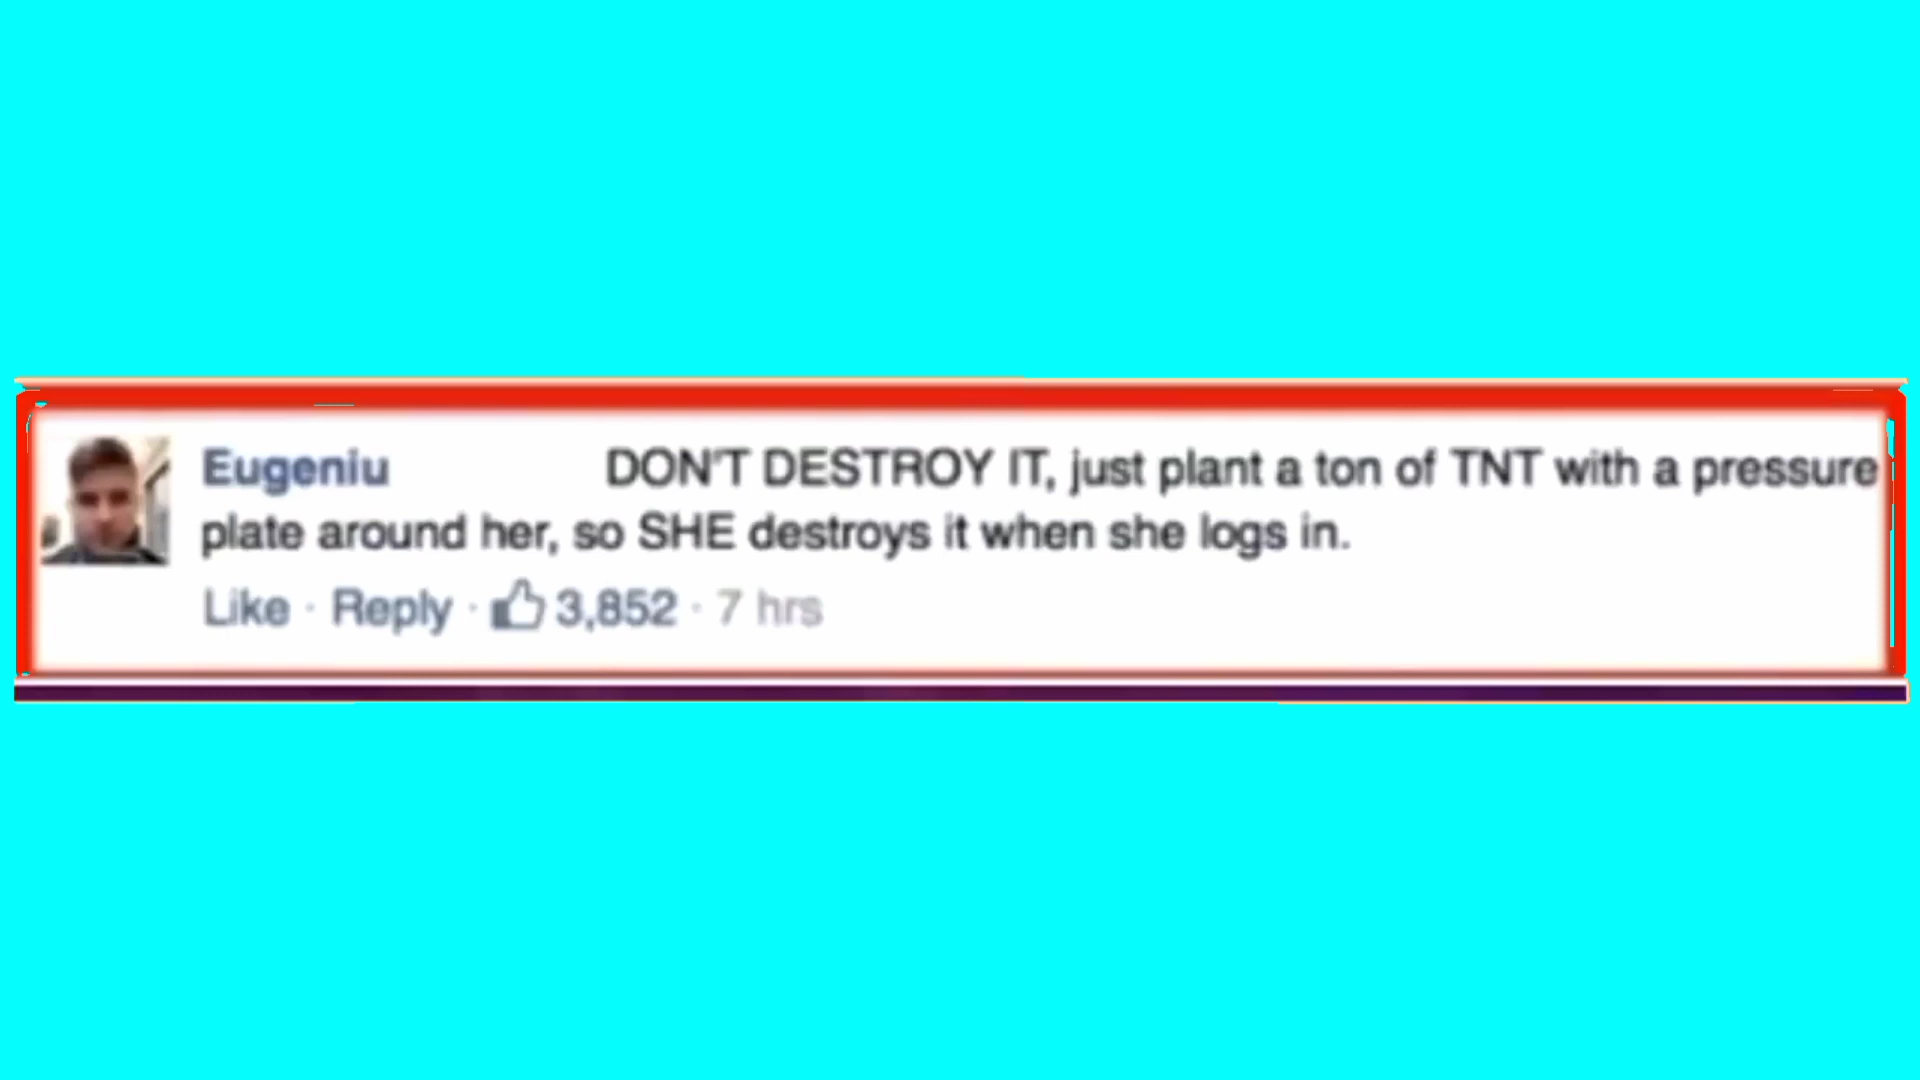 Eugeniu DON'T DESTROY IT, just plant a ton of TNT with a pressure
plate around her, so SHE destroys it when she logs in.
Like · Reply · 3,852 · 7 hrs